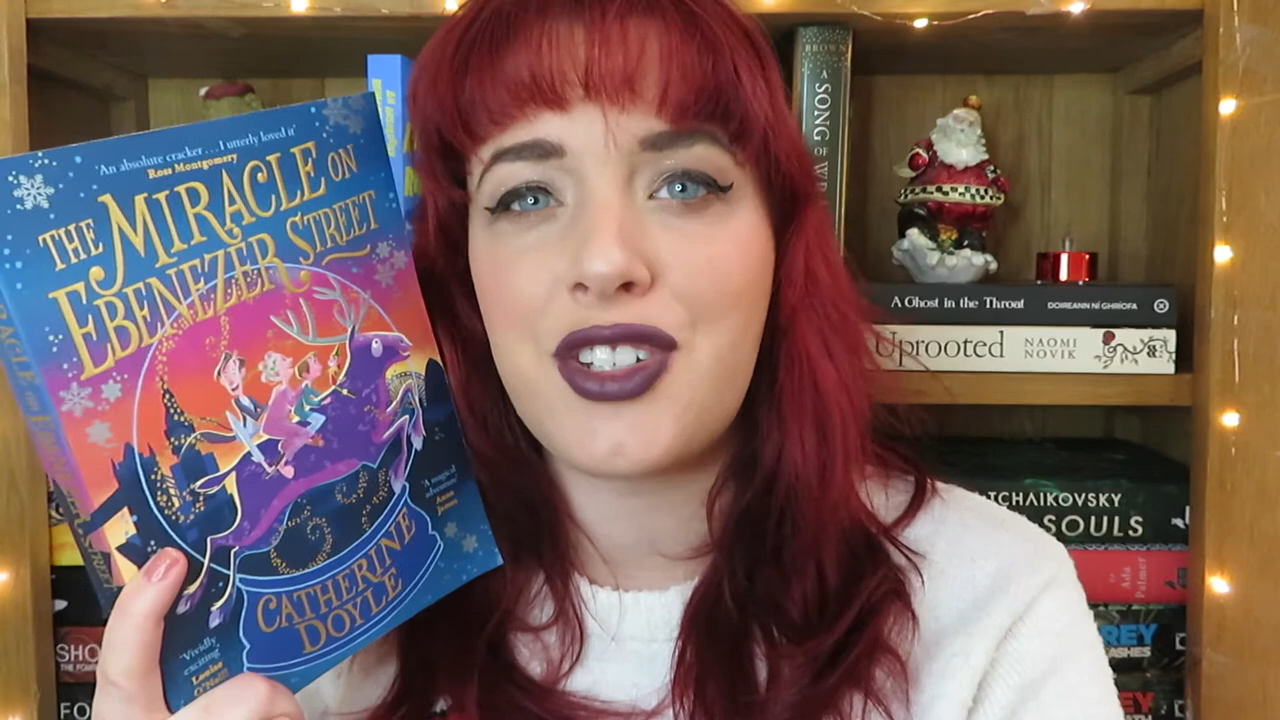 'An absolute cracker . . . I utterly loved it'
Ross Montgomery
THE MIRACLE ON
EBENEZER STREET
'A magical
adventure'
Anna
James
CATHERINE
DOYLE
'Vividly
exciting'
Louise
BROWN
A SONG OF
A Ghost in the Throat DOIREANN NÍ GHRÍOFA
Uprooted NAOMI
NOVIK
TCHAIKOVSKY
SOULS
Ada
Palmer